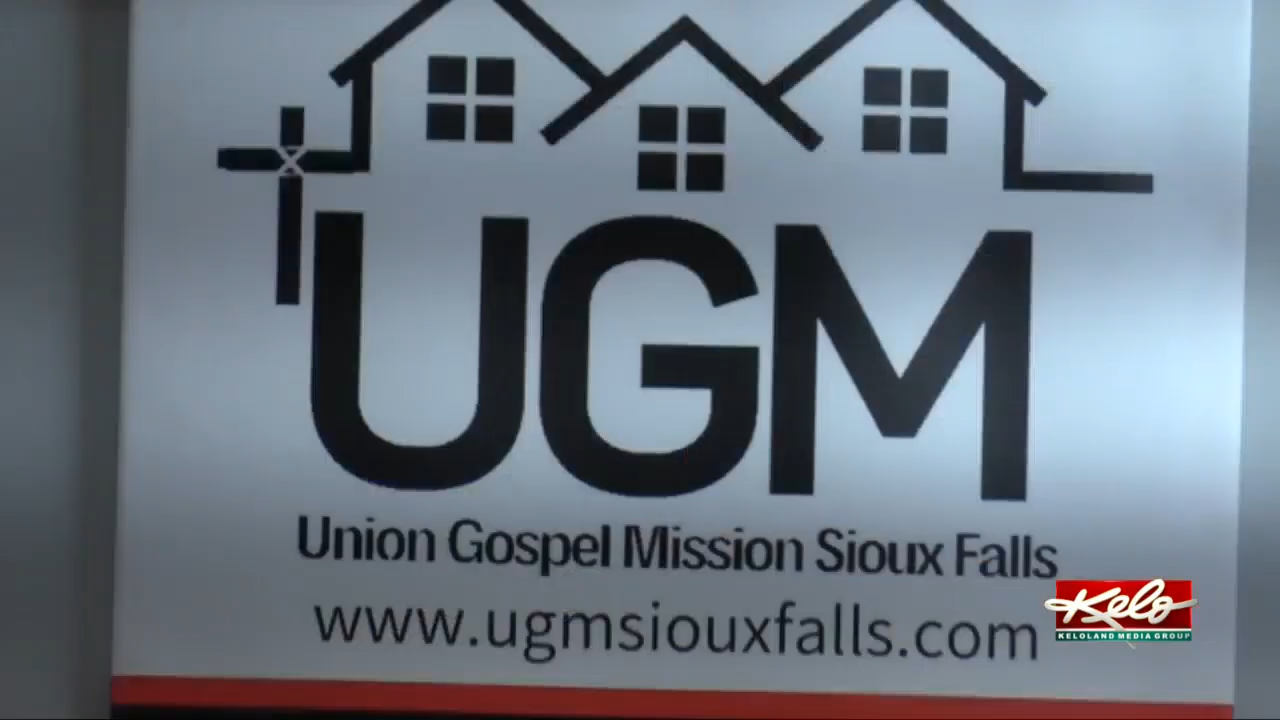 UGM
Union Gospel Mission Sioux Falls
www.ugmsiouxfalls.com
Kelo
KELOLAND MEDIA GROUP